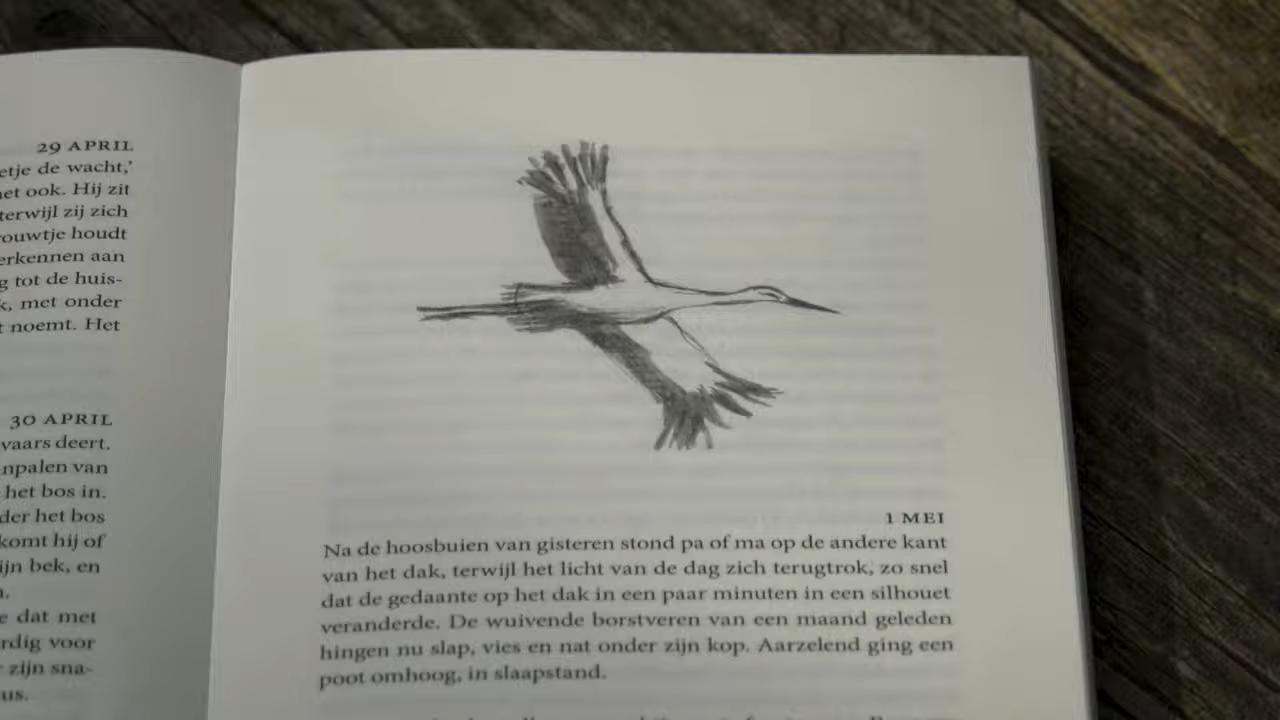 29 APRIL
etje de wacht,'
net ook. Hij zit
terwijl zij zich
rouwtje houdt
erkennen aan
g tot de huis-
k, met onder
t noemt. Het
30 APRIL
vaars deert.
npalen van
het bos in.
der het bos
komt hij of
ijn bek, en
n.
e dat met
rdig voor
r zijn sna-
us.
1 MEI
Na de hoosbuien van gisteren stond pa of ma op de andere kant
van het dak, terwijl het licht van de dag zich terugtrok, zo snel
dat de gedaante op het dak in een paar minuten in een silhouet
veranderde. De wuivende borstveren van een maand geleden
hingen nu slap, vies en nat onder zijn kop. Aarzelend ging een
poot omhoog, in slaapstand.